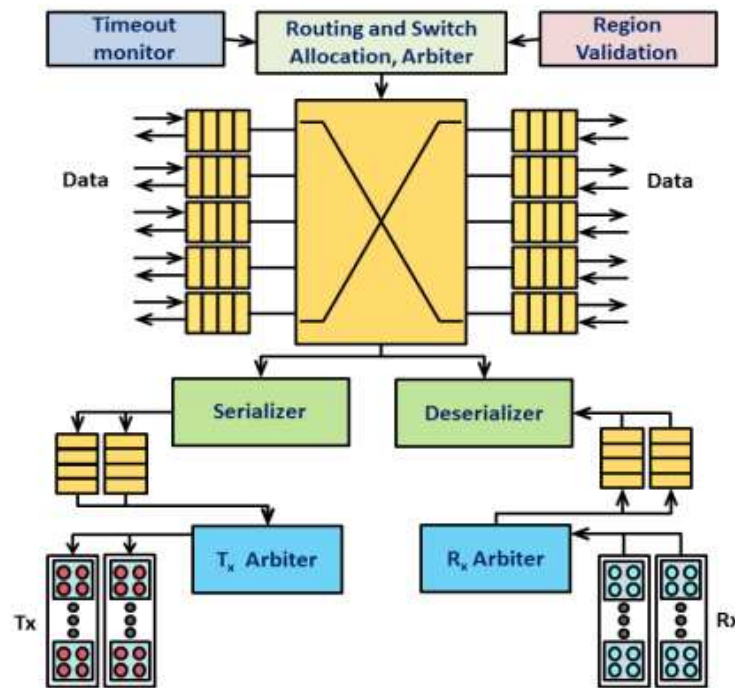 Timeout
monitor
Routing and Switch
Allocation, Arbiter
Region
Validation
Data
Data
Serializer
Deserializer
Tx Arbiter
Rx Arbiter
Tx
Rx